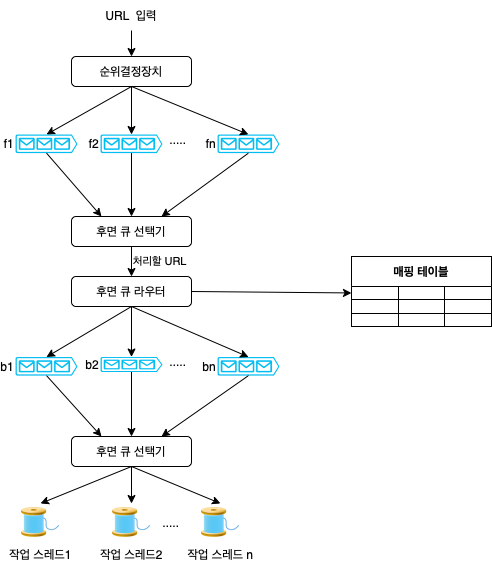 URL 입력
순위결정장치
f1
f2
.....
fn
후면 큐 선택기
처리할 URL
후면 큐 라우터
매핑 테이블
b1
b2
.....
bn
후면 큐 선택기
.....
작업 스레드1
작업 스레드2
작업 스레드 n